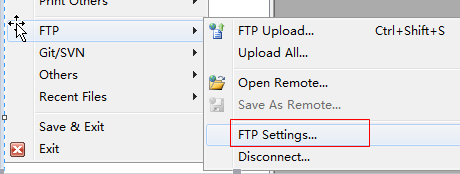 Print Others
FTP
Git/SVN
Others
Recent Files
Save & Exit
Exit
FTP Upload... Ctrl+Shift+S
Upload All...
Open Remote...
Save As Remote...
FTP Settings...
Disconnect...